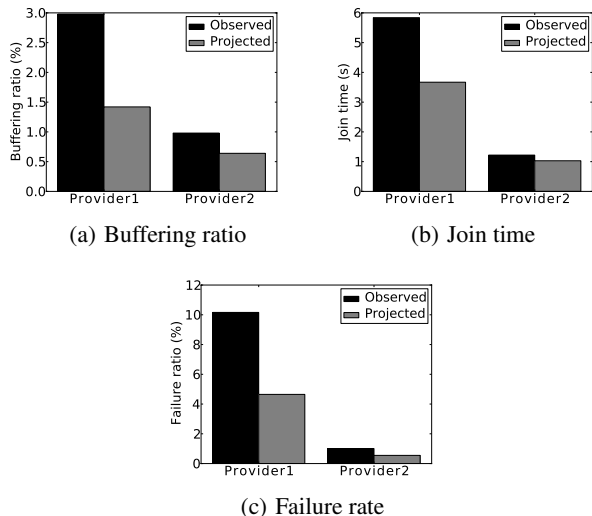 3.0
2.5
2.0
1.5
1.0
0.5
0.0
Buffering ratio (%)
Observed
Projected
Provider1 Provider2
(a) Buffering ratio
6
5
4
3
2
1
0
Join time (s)
Observed
Projected
Provider1 Provider2
(b) Join time
12
10
8
6
4
2
0
Failure ratio (%)
Observed
Projected
Provider1 Provider2
(c) Failure rate